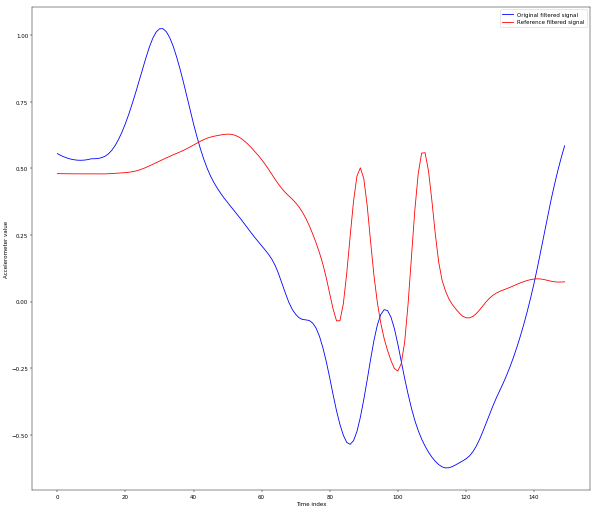 Original filtered signal
Reference filtered signal
1.00
0.75
0.50
0.25
0.00
−0.25
−0.50
Accelerometer value
0 20 40 60 80 100 120 140
Time index